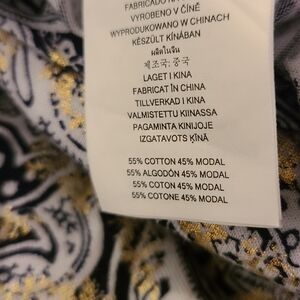 FABRICADO
VYROBENO V ČÍNĚ
WYPRODUKOWANO W CHINACH
KÉSZÜLT KÍNÁBAN
ผลิตในจีน
제조국: 중국
LAGET I KINA
FABRICAT ÎN CHINA
TILLVERKAD I KINA
VALMISTETTU KIINASSA
PAGAMINTA KINIJOJE
IZGATAVOTS ĶĪNĀ
55% COTTON 45% MODAL
55% ALGODÓN 45% MODAL
55% COTON 45% MODAL
55% COTONE 45% MODAL